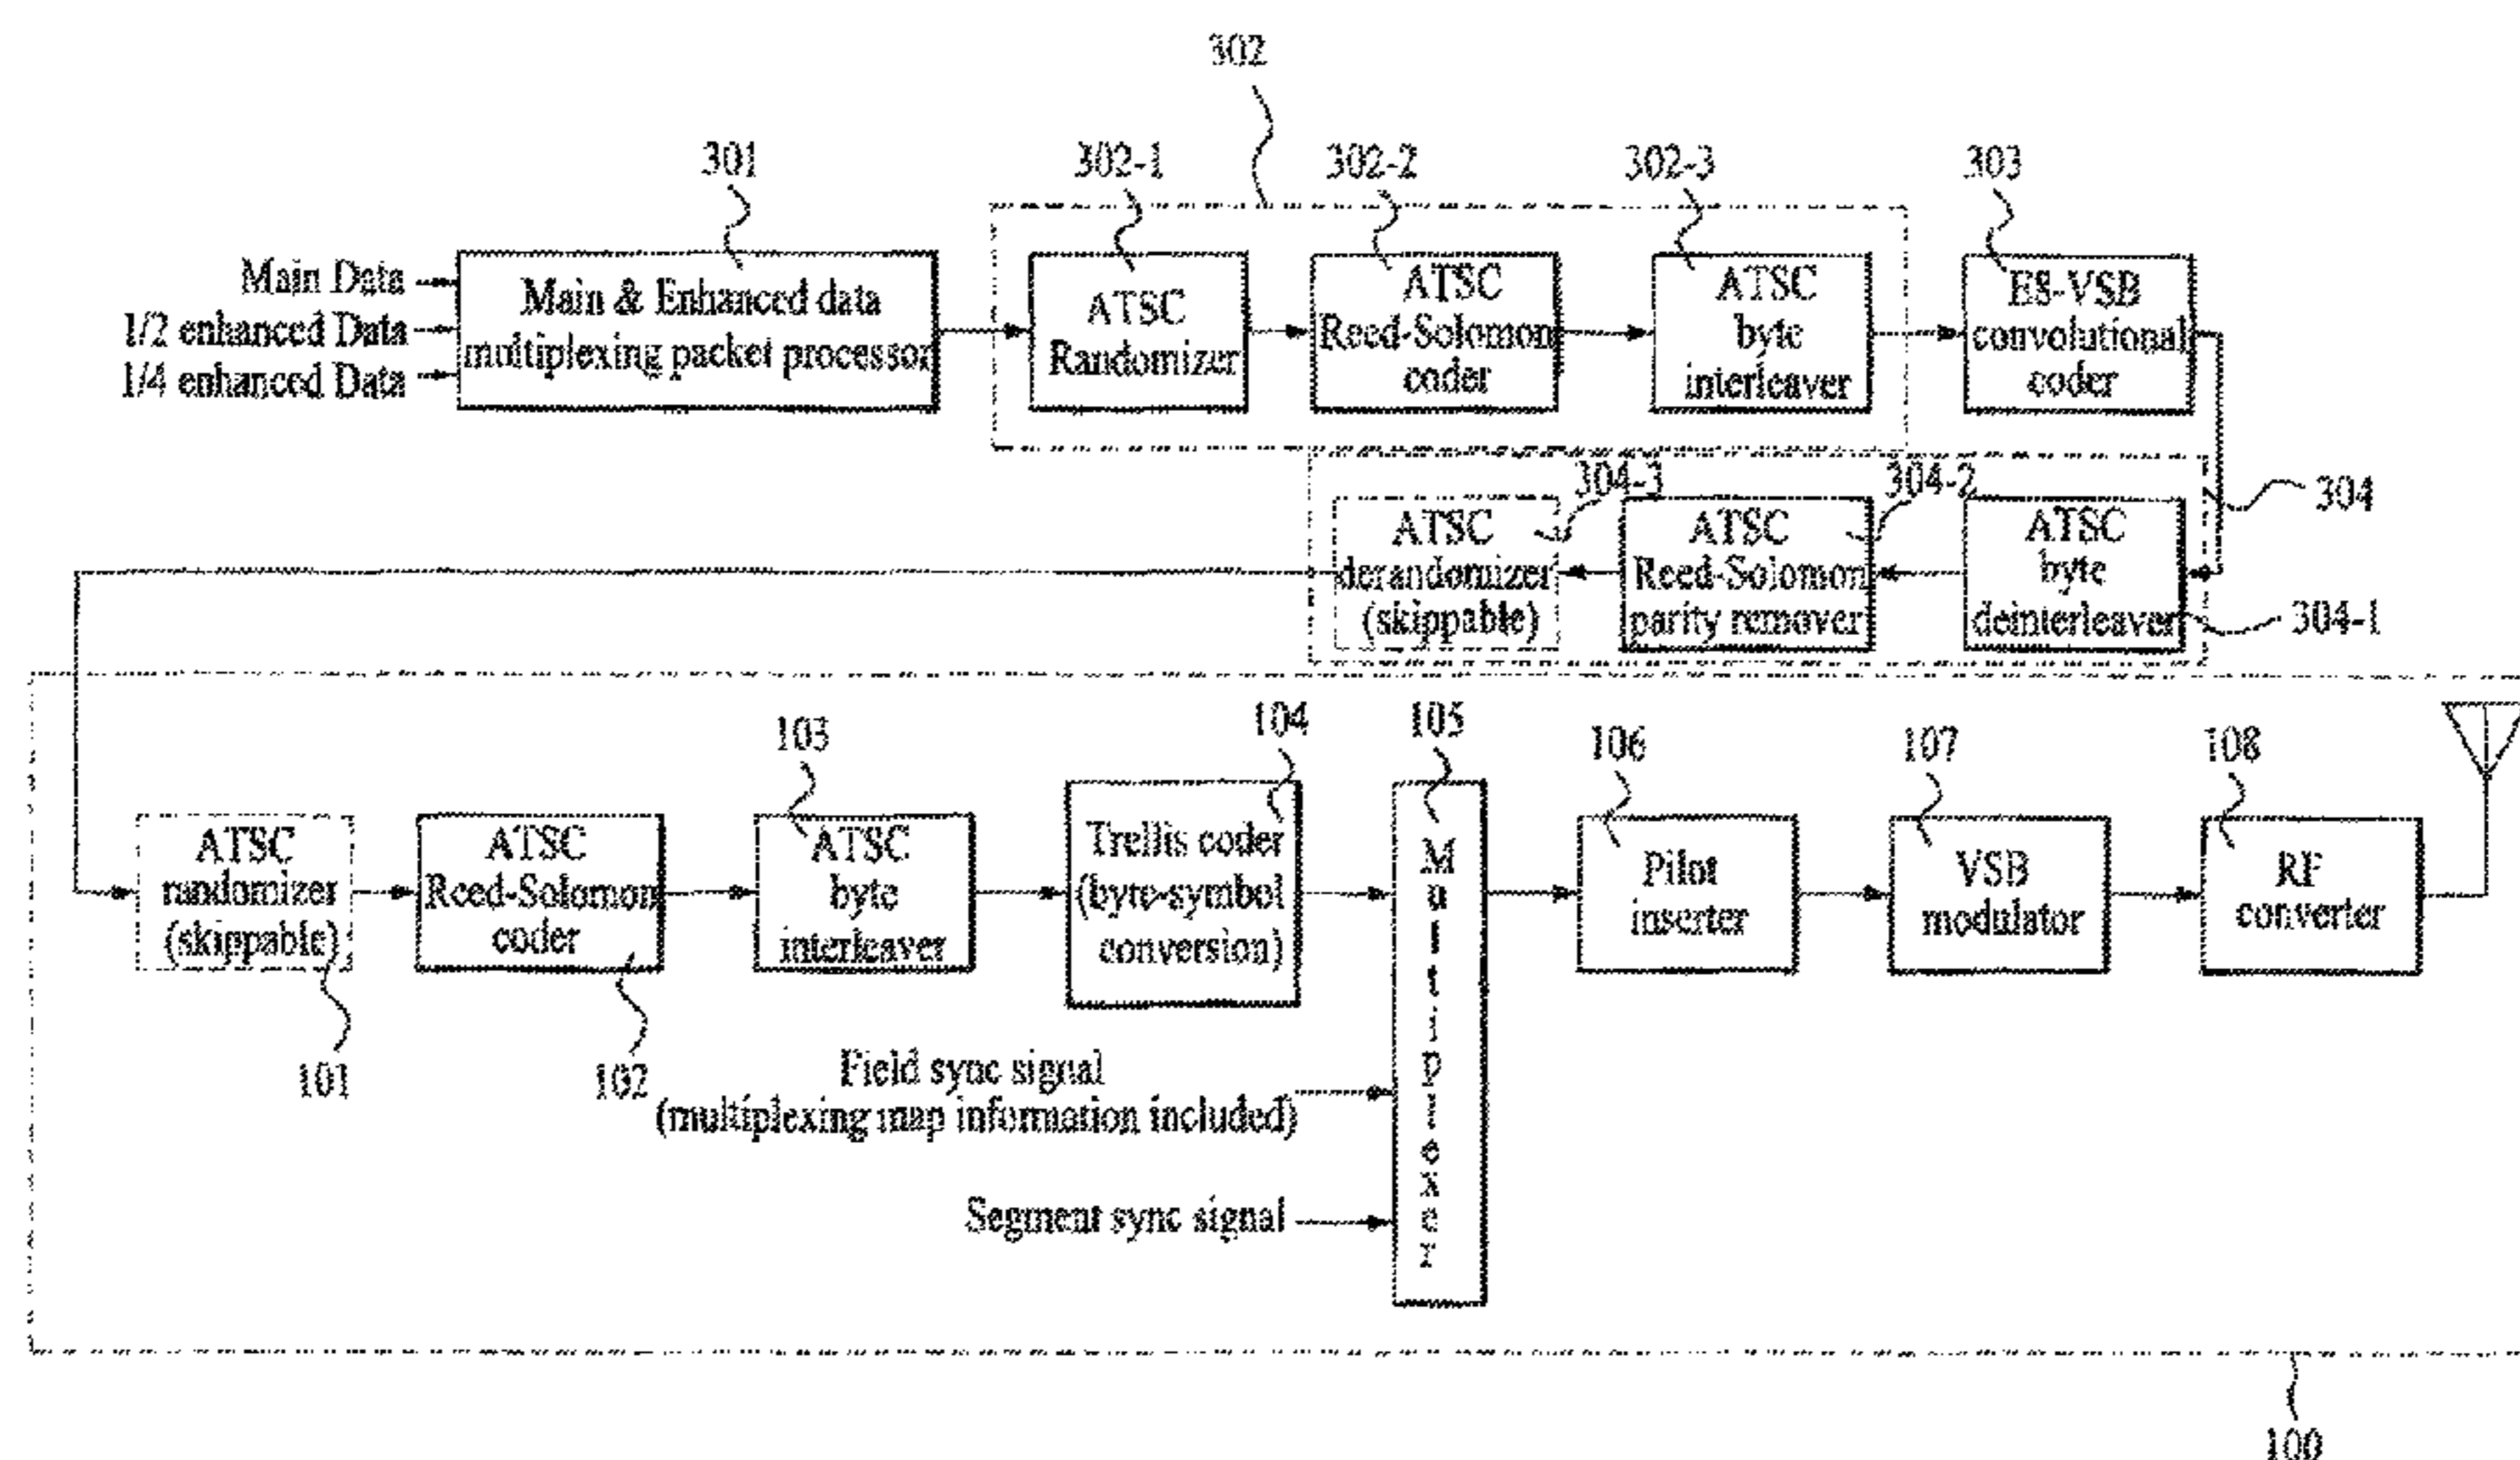 302
301
302-1
302-2
302-3
303
Main Data
1/2 enhanced Data
1/4 enhanced Data
Main & Enhanced data
multiplexing packet processor
ATSC
Randomizer
ATSC
Reed-Solomon
coder
ATSC
byte
interleaver
E8-VSB
convolutional
coder
304-3
304-2
304
ATSC
derandomizer
(skippable)
ATSC
Reed-Solomon
parity remover
ATSC
byte
deinterleaver
304-1
103
104
105
106
107
108
ATSC
randomizer
(skippable)
ATSC
Reed-Solomon
coder
ATSC
byte
interleaver
Trellis coder
(byte-symbol
conversion)
Multiplexer
Pilot
inserter
VSB
modulator
RF
converter
101
102
Field sync signal
(multiplexing map information included)
Segment sync signal
100